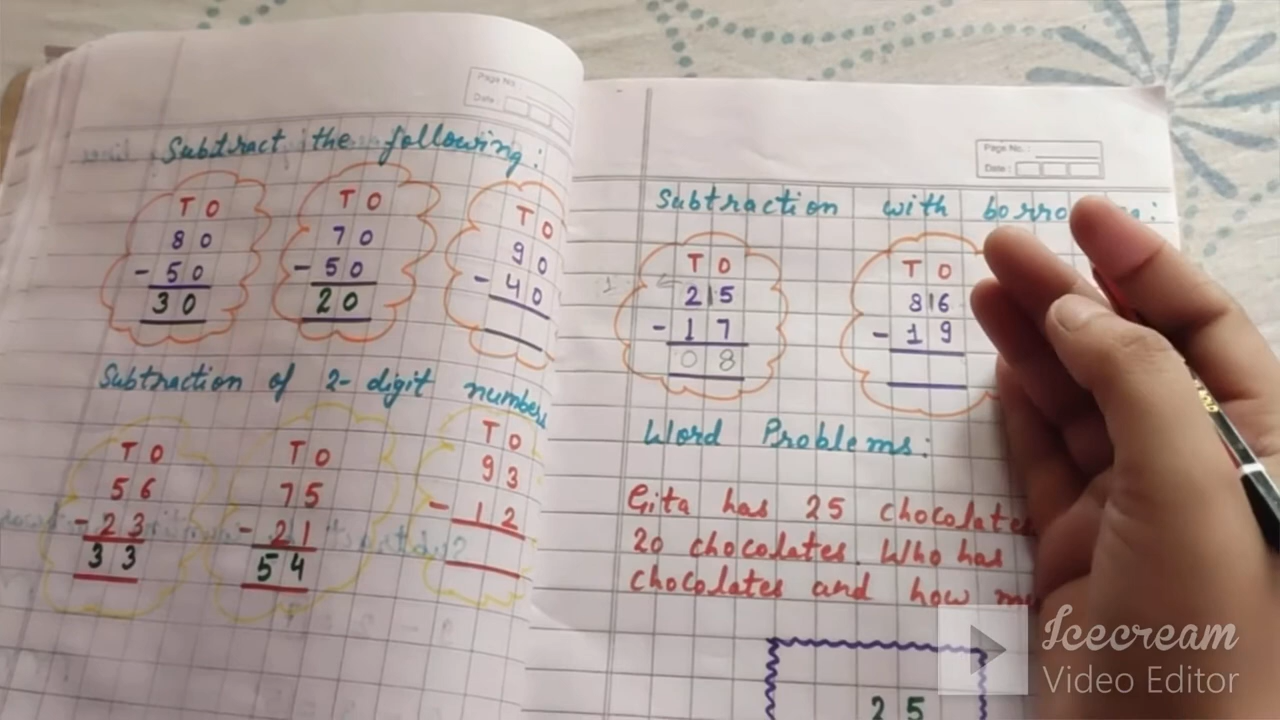 Page No.
Date :
Subtract the following :
T O
8 0
- 5 0
3 0
T O
7 0
- 5 0
2 0
T O
9 0
- 4 0
Subtraction of 2- digit numbers
T O
5 6
- 2 3
3 3
T O
7 5
- 2 1
5 4
T O
9 3
- 1 2
Page No. :
Date :
Subtraction with
T O
2 15
- 1 7
0 8
T O
8 16
- 1 9
Word Problems :
Gita has 25 chocolate
20 chocolates. Who has
chocolates and how
2 5
Icecream
Video Editor